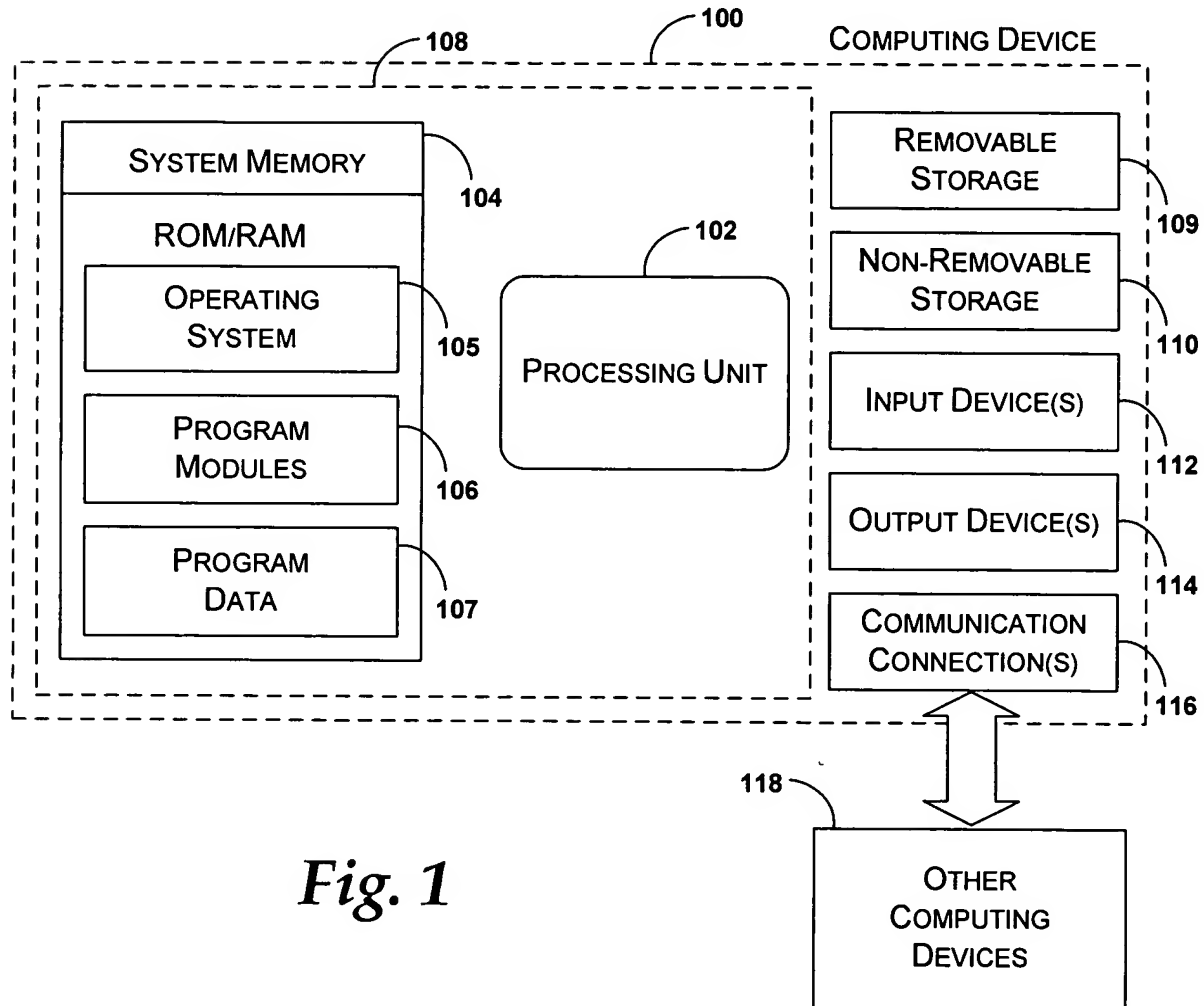 100
COMPUTING DEVICE
108
SYSTEM MEMORY
104
ROM/RAM
OPERATING
SYSTEM
105
PROGRAM
MODULES
106
PROGRAM
DATA
107
102
PROCESSING UNIT
REMOVABLE
STORAGE
109
NON-REMOVABLE
STORAGE
110
INPUT DEVICE(S)
112
OUTPUT DEVICE(S)
114
COMMUNICATION
CONNECTION(S)
116
118
OTHER
COMPUTING
DEVICES
Fig. 1